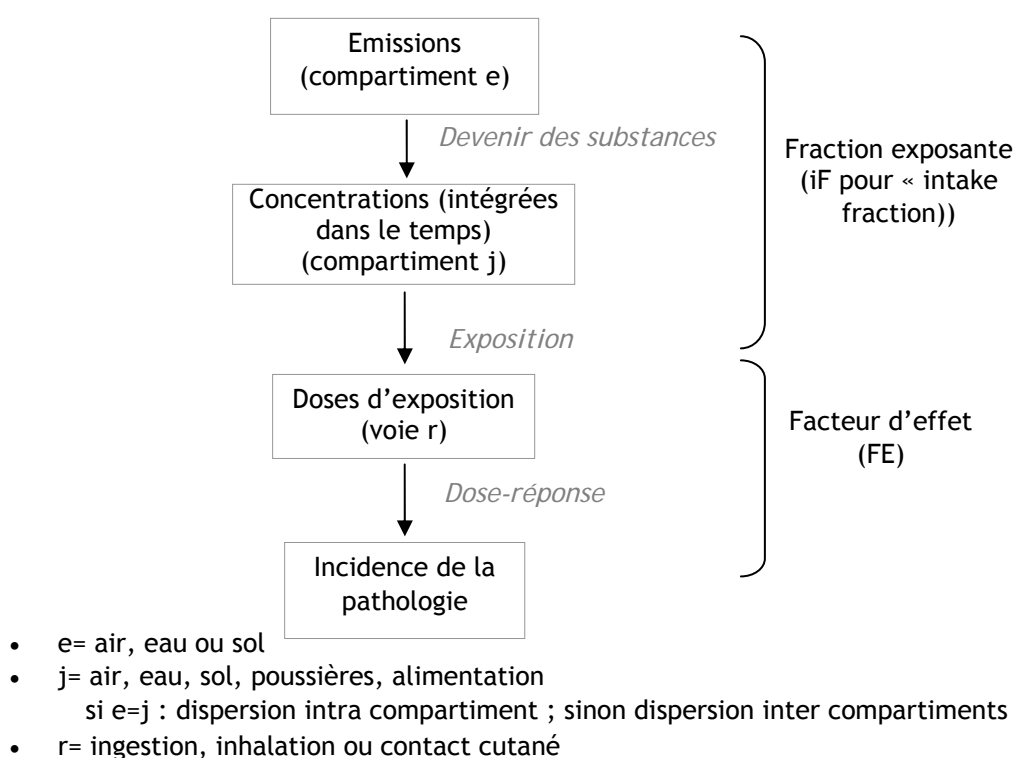 Emissions
(compartiment e)
Devenir des substances
Fraction exposante
(iF pour « intake
fraction))
Concentrations (intégrées
dans le temps)
(compartiment j)
Exposition
Doses d’exposition
(voie r)
Facteur d’effet
(FE)
Dose-réponse
Incidence de la
pathologie
• e= air, eau ou sol
• j= air, eau, sol, poussières, alimentation
si e=j : dispersion intra compartiment ; sinon dispersion inter compartiments
• r= ingestion, inhalation ou contact cutané